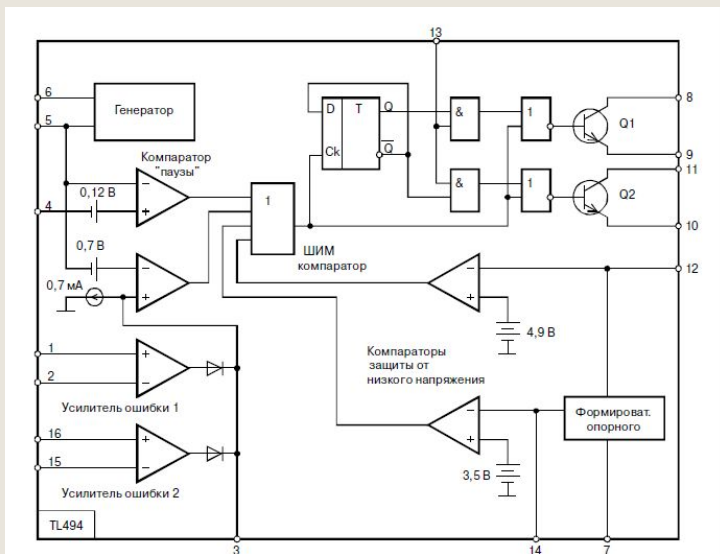 13
6
Генератор
5
D
T
Q
&
1
8
Q1
Компаратор
"паузы"
Ck
Q
9
11
0,12 В
−
+
4
1
&
1
Q2
10
0,7 В
ШИМ
компаратор
−
+
−
+
12
0,7 мА
4,9 В
1
2
+
−
Компараторы
защиты от
низкого напряжения
Усилитель ошибки 1
−
+
Формироват.
опорного
16
15
+
−
3,5 В
Усилитель ошибки 2
TL494
3
14
7